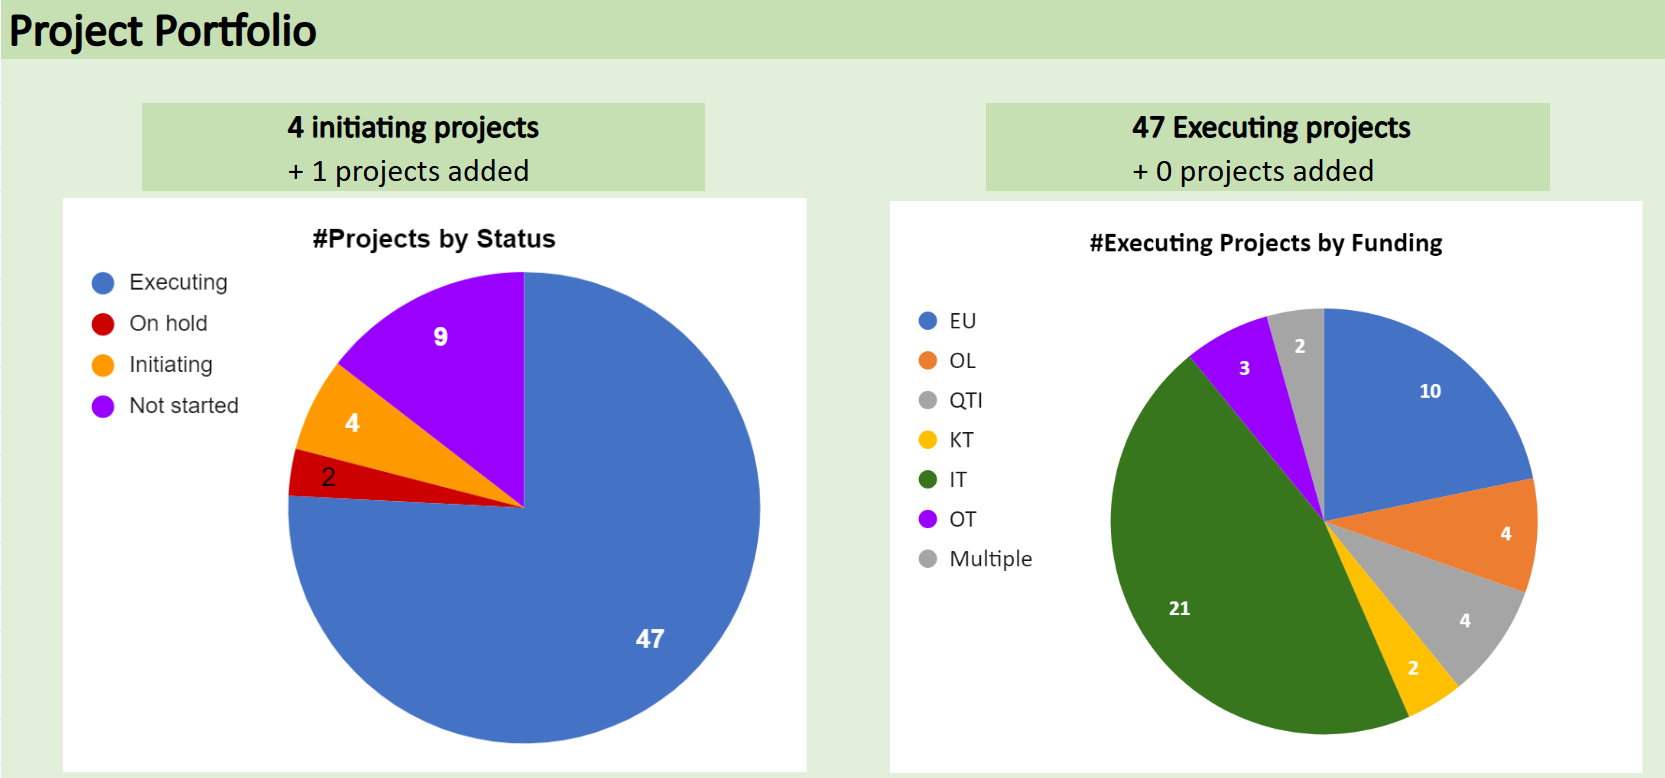 Project Portfolio
4 initiating projects
+ 1 projects added
47 Executing projects
+ 0 projects added
#Projects by Status
Executing
On hold
Initiating
Not started
9
4
2
47
#Executing Projects by Funding
EU
OL
QTI
KT
IT
OT
Multiple
2
3
10
4
4
2
21